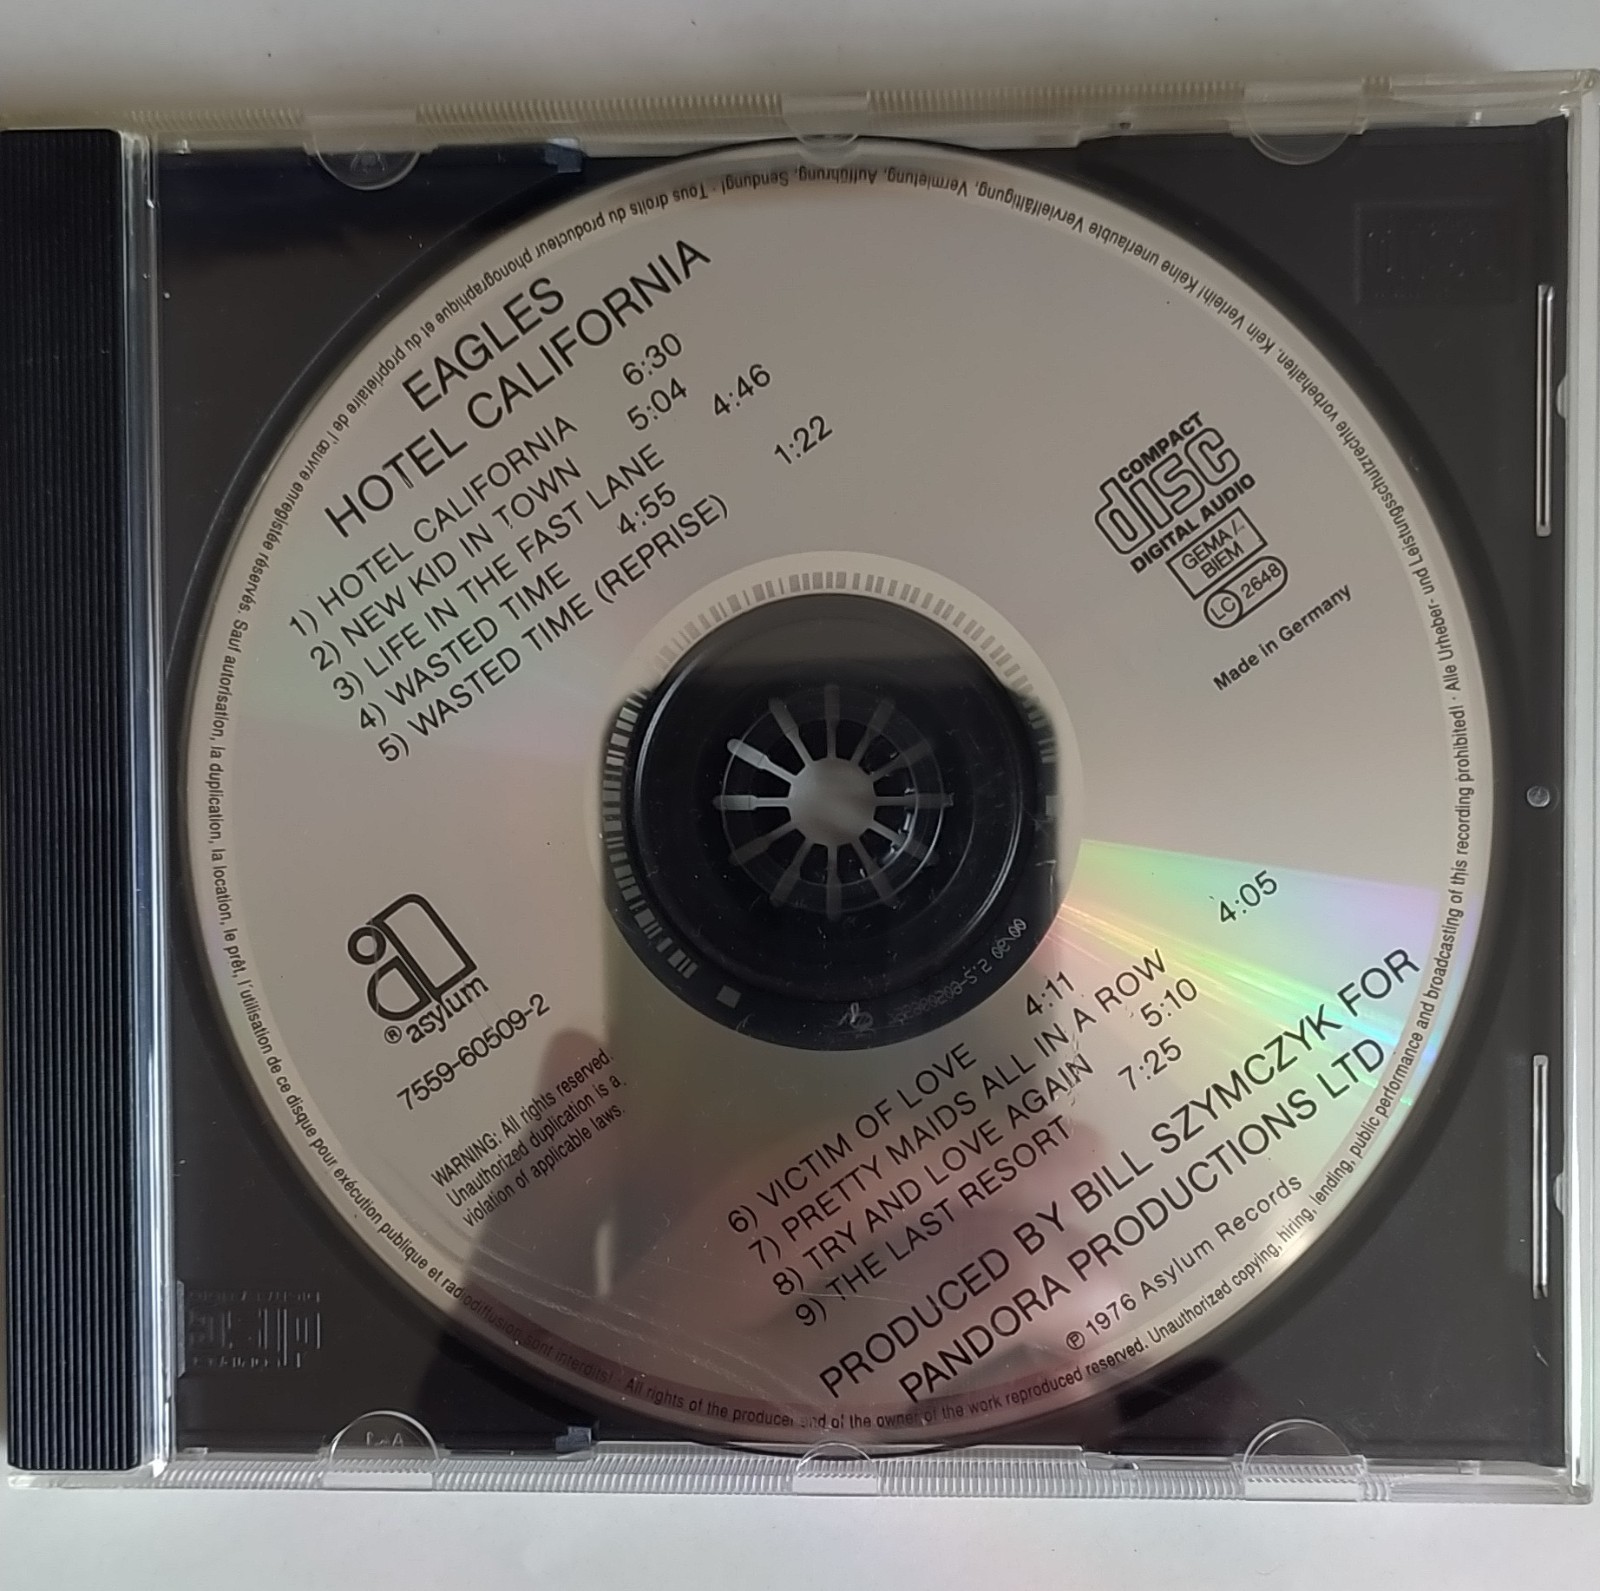 EAGLES
HOTEL CALIFORNIA
1) HOTEL CALIFORNIA 6:30
2) NEW KID IN TOWN 5:04
3) LIFE IN THE FAST LANE 4:46
4) WASTED TIME 4:55
5) WASTED TIME (REPRISE) 1:22
COMPACT
disc
DIGITAL AUDIO
GEMA /
BIEM
LC 2648
Made in Germany
® asylum
7559-60509-2
WARNING: All rights reserved.
Unauthorized duplication is a
violation of applicable laws.
6) VICTIM OF LOVE 4:11
7) PRETTY MAIDS ALL IN A ROW 4:05
8) TRY AND LOVE AGAIN 5:10
9) THE LAST RESORT 7:25
PRODUCED BY BILL SZYMCZYK FOR
PANDORA PRODUCTIONS LTD.
℗ 1976 Asylum Records
All rights of the producer and of the owner of the work reproduced reserved. Unauthorized copying, hiring, lending, public performance and broadcasting of this recording prohibited! · Alle Urheber- und Leistungsschutzrechte vorbehalten. Kein Verleih! Keine unerlaubte Vervielfältigung, Vermietung, Aufführung, Sendung! · Tous droits du producteur phonographique et du propriétaire de l'œuvre enregistrée réservés. Sauf autorisation, la duplication, la location, le prêt, l'utilisation de ce disque pour exécution publique et radiodiffusion sont interdits! ·